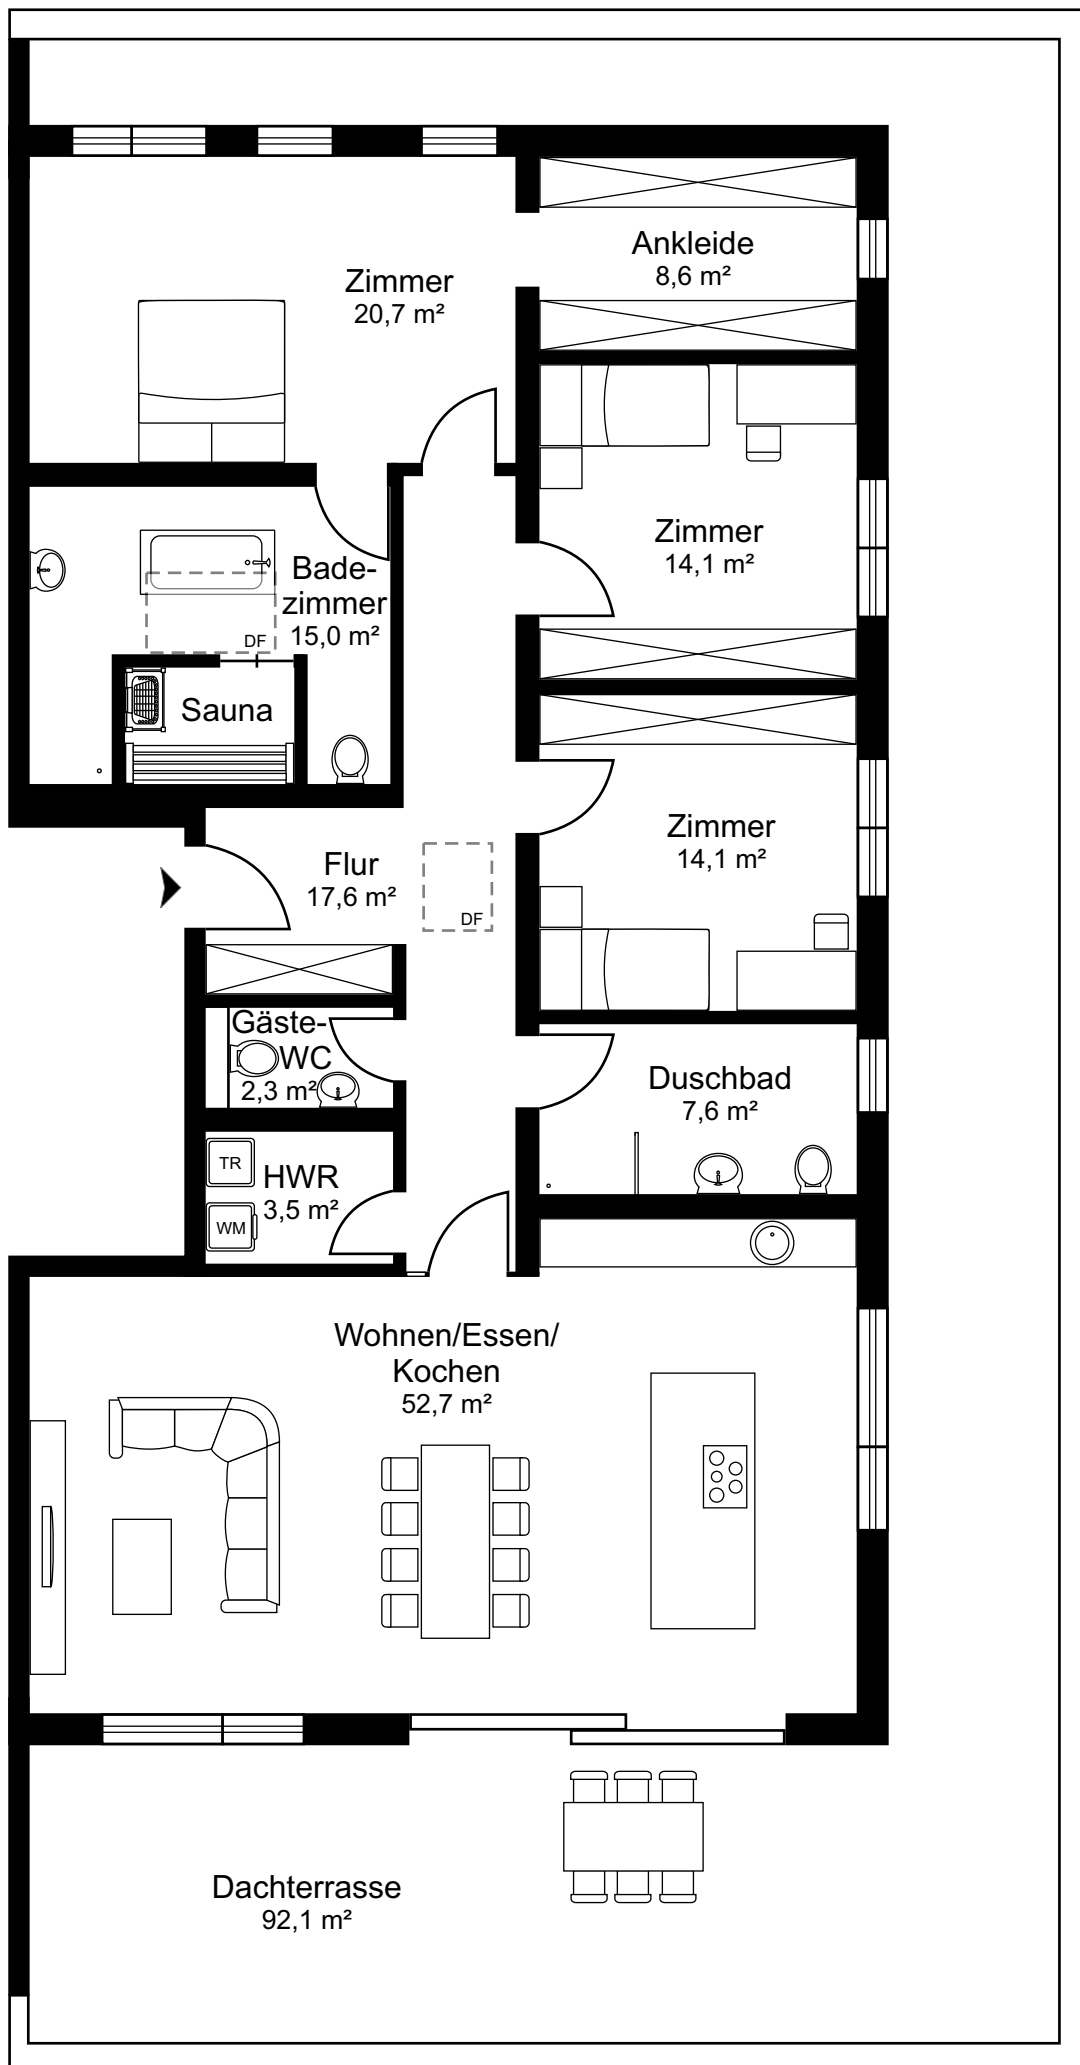 Ankleide
8,6 m²
Zimmer
20,7 m²
Zimmer
14,1 m²
Bade-
zimmer
15,0 m²
DF
Sauna
Zimmer
14,1 m²
Flur
17,6 m²
DF
Gäste-
WC
2,3 m²
Duschbad
7,6 m²
TR
HWR
3,5 m²
WM
Wohnen/Essen/
Kochen
52,7 m²
Dachterrasse
92,1 m²